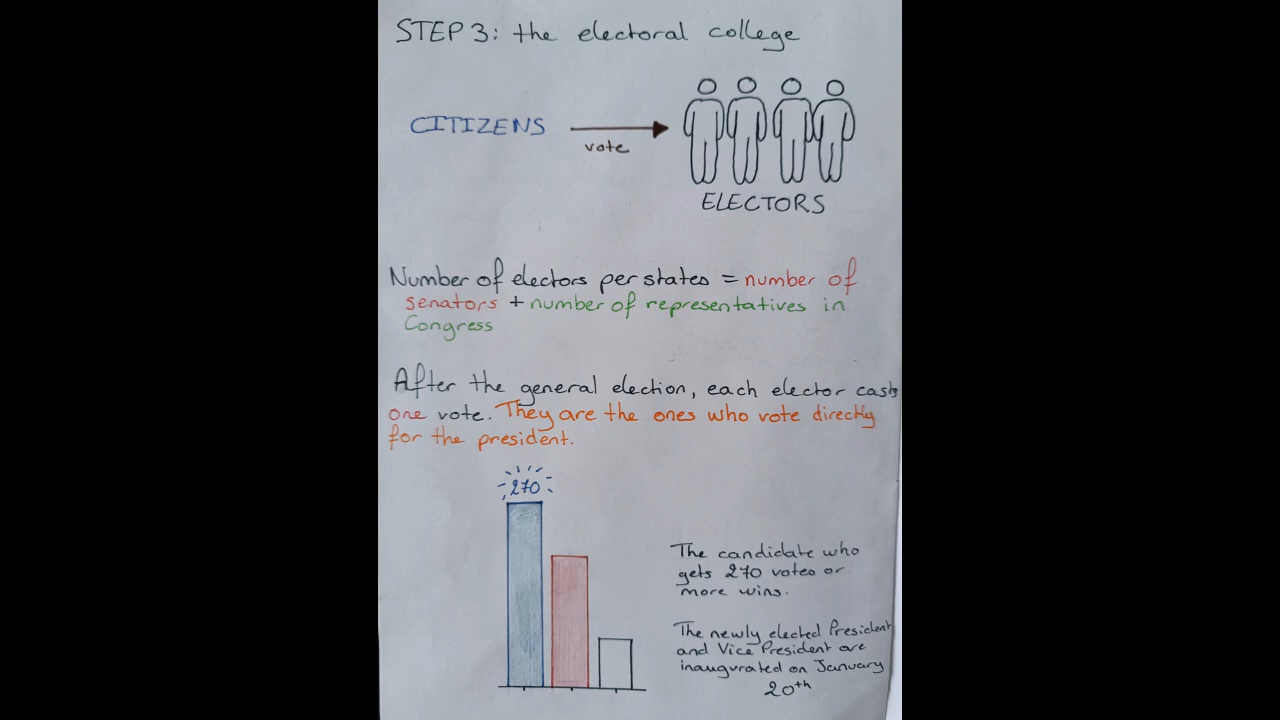 STEP 3: the electoral college
CITIZENS
vote
ELECTORS
Number of electors per states = number of
senators + number of representatives in
Congress
After the general election, each elector casts
one vote. They are the ones who vote directly
for the president.
270
The candidate who
gets 270 votes or
more wins.
The newly elected President
and Vice President are
inaugurated on January
20th